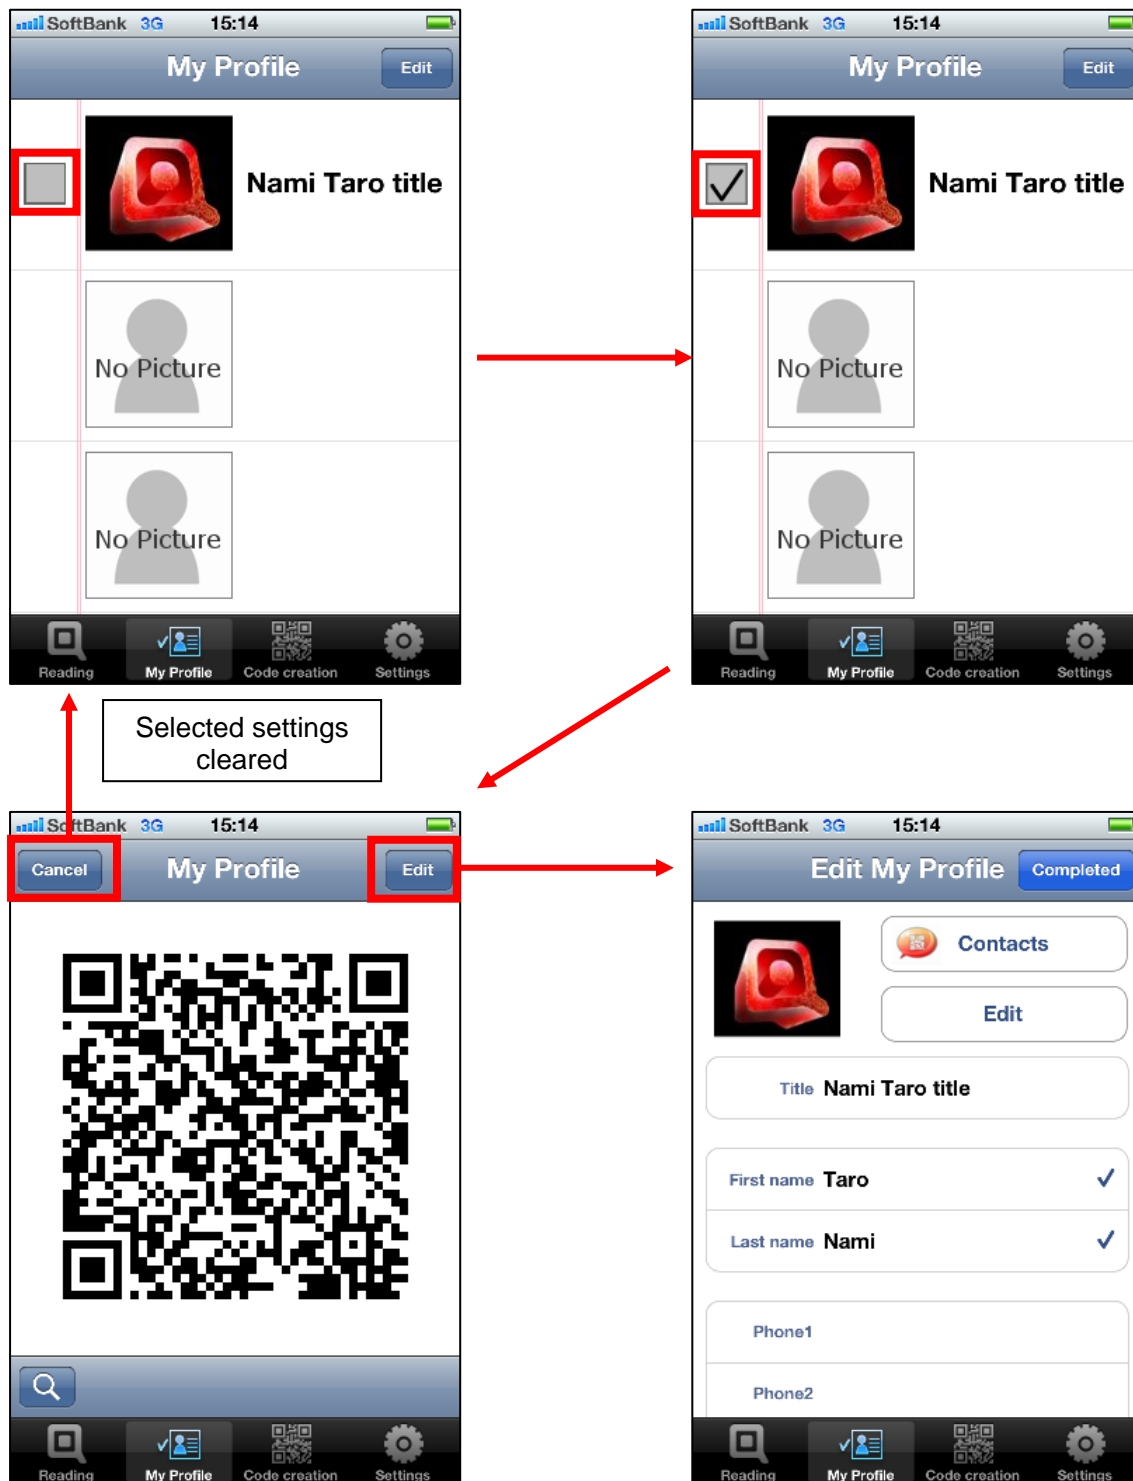 SoftBank 3G 15:14
My Profile Edit
Nami Taro title
No Picture
No Picture
Reading My Profile Code creation Settings
SoftBank 3G 15:14
My Profile Edit
Nami Taro title
No Picture
No Picture
Reading My Profile Code creation Settings
Selected settings
cleared
SoftBank 3G 15:14
Cancel My Profile Edit
Reading My Profile Code creation Settings
SoftBank 3G 15:14
Edit My Profile Completed
Contacts
Edit
Title Nami Taro title
First name Taro
Last name Nami
Phone1
Phone2
Reading My Profile Code creation Settings